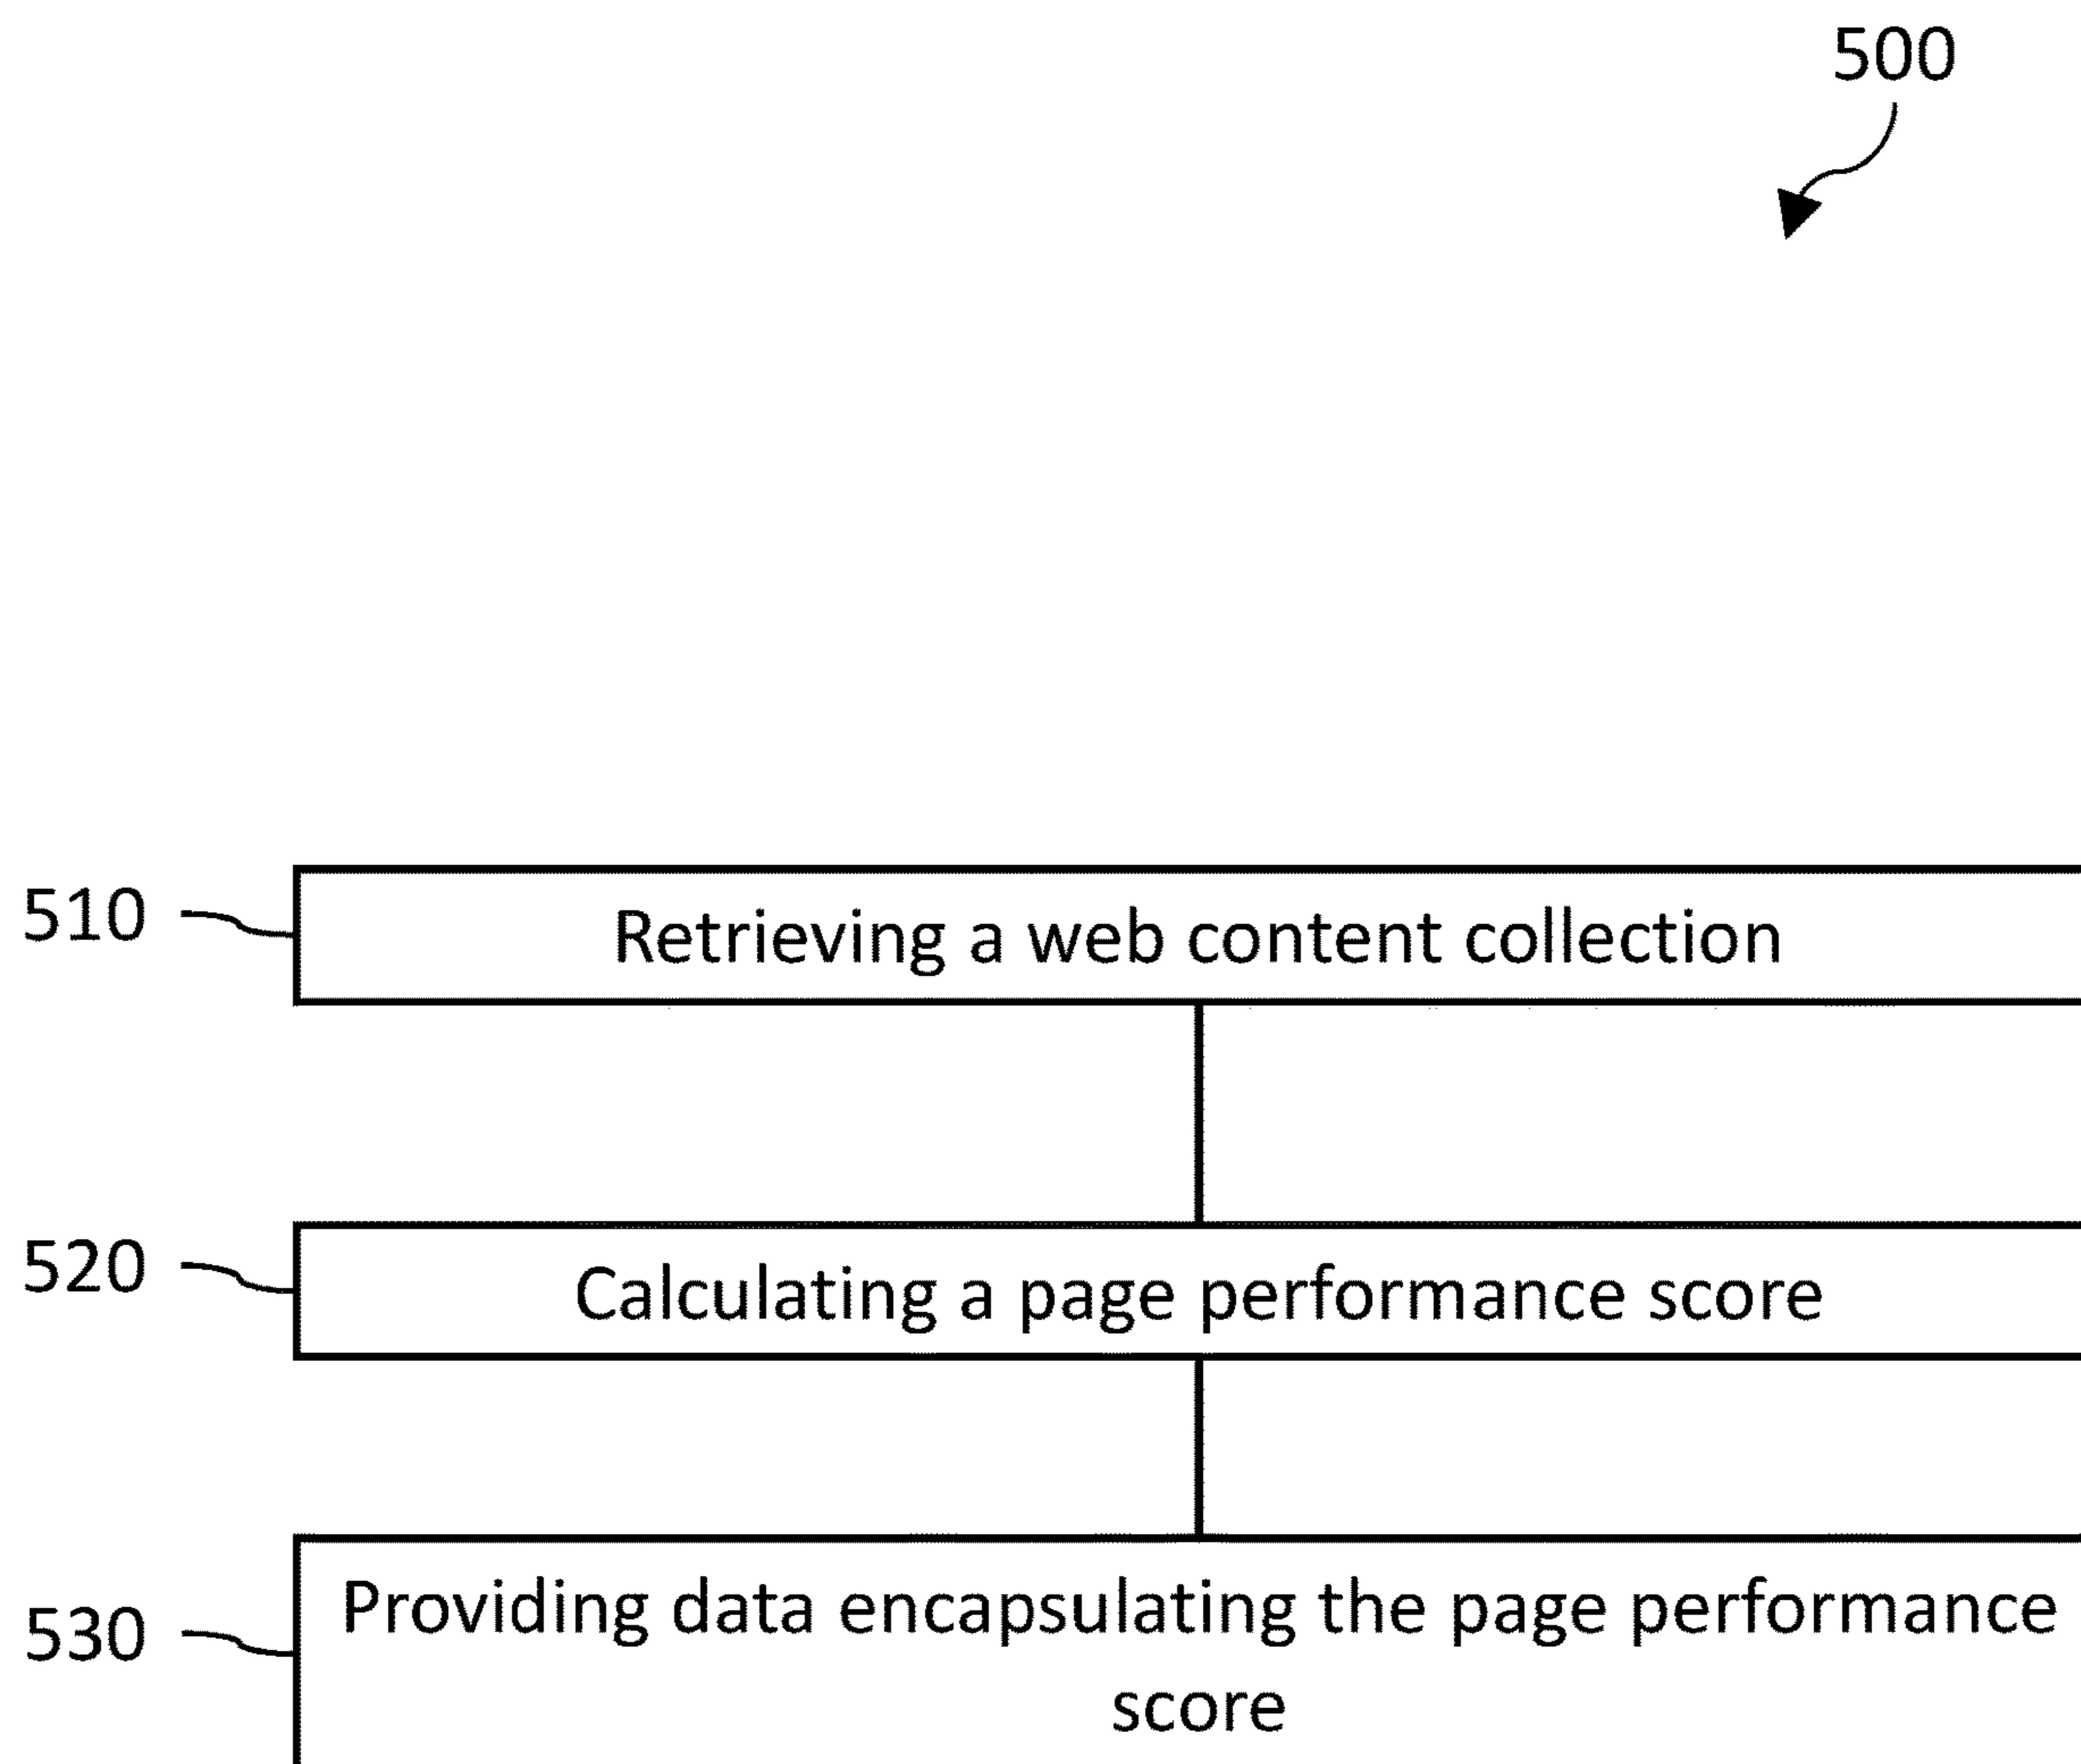 500
510
Retrieving a web content collection
520
Calculating a page performance score
530
Providing data encapsulating the page performance
score